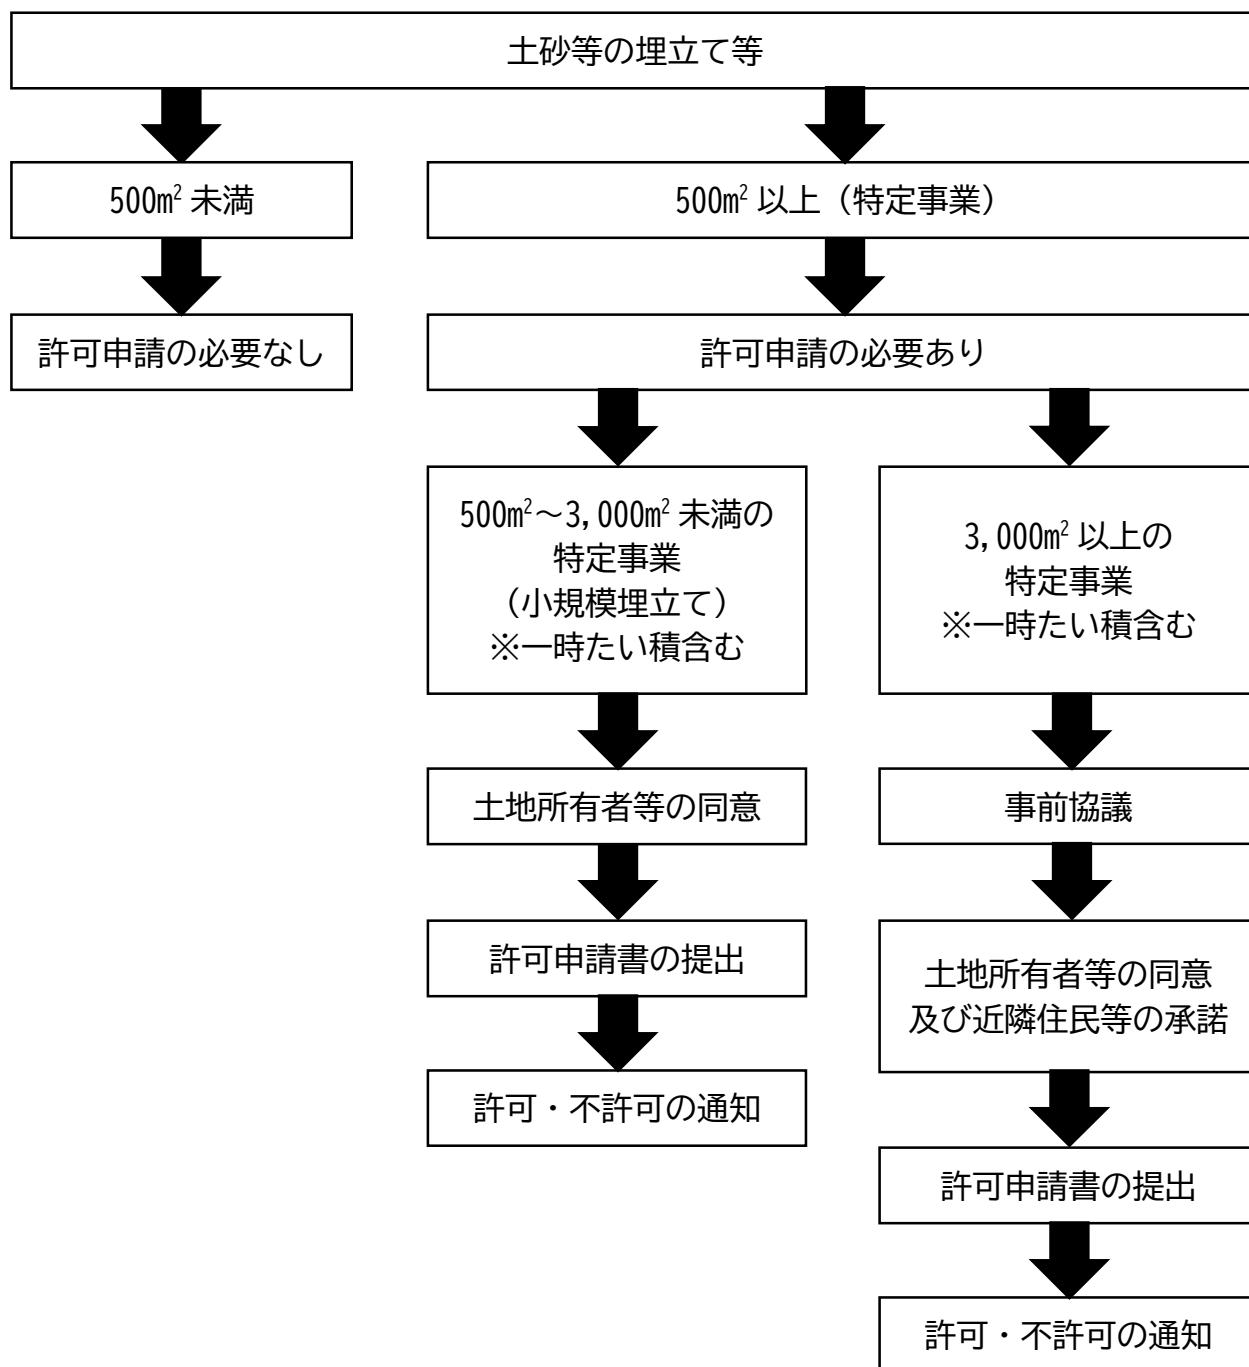 土砂等の埋立て等
500m² 未満
500m² 以上（特定事業）
許可申請の必要なし
許可申請の必要あり
500m²～3,000m² 未満の
特定事業
（小規模埋立て）
※一時たい積含む
3,000m² 以上の
特定事業
※一時たい積含む
土地所有者等の同意
事前協議
許可申請書の提出
土地所有者等の同意
及び近隣住民等の承諾
許可・不許可の通知
許可申請書の提出
許可・不許可の通知